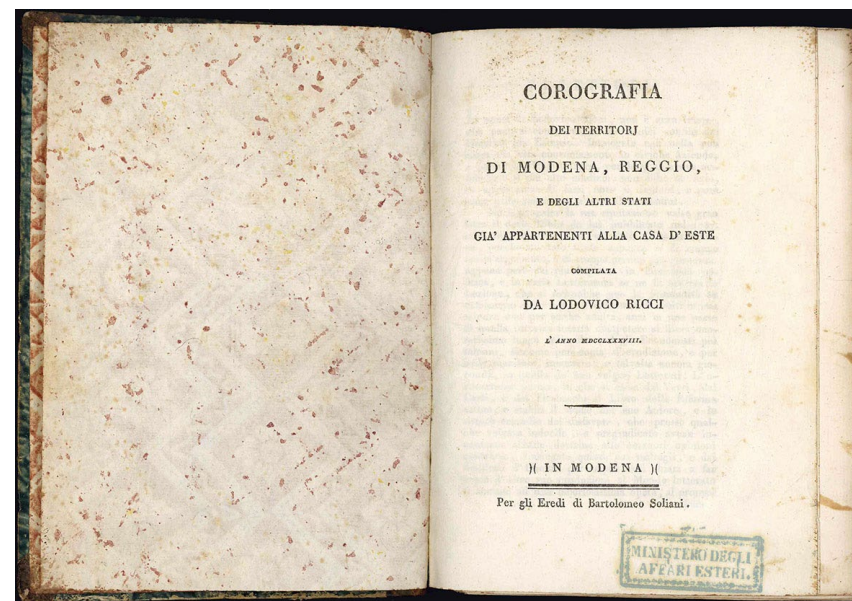 COROGRAFIA
DEI TERRITORJ
DI MODENA, REGGIO,
E DEGLI ALTRI STATI
GIA' APPARTENENTI ALLA CASA D'ESTE
COMPILATA
DA LODOVICO RICCI
L' ANNO MDCCLXXXVIII.
)( IN MODENA )(
Per gli Eredi di Bartolomeo Soliani.
MINISTERO DEGLI
AFFARI ESTERI.